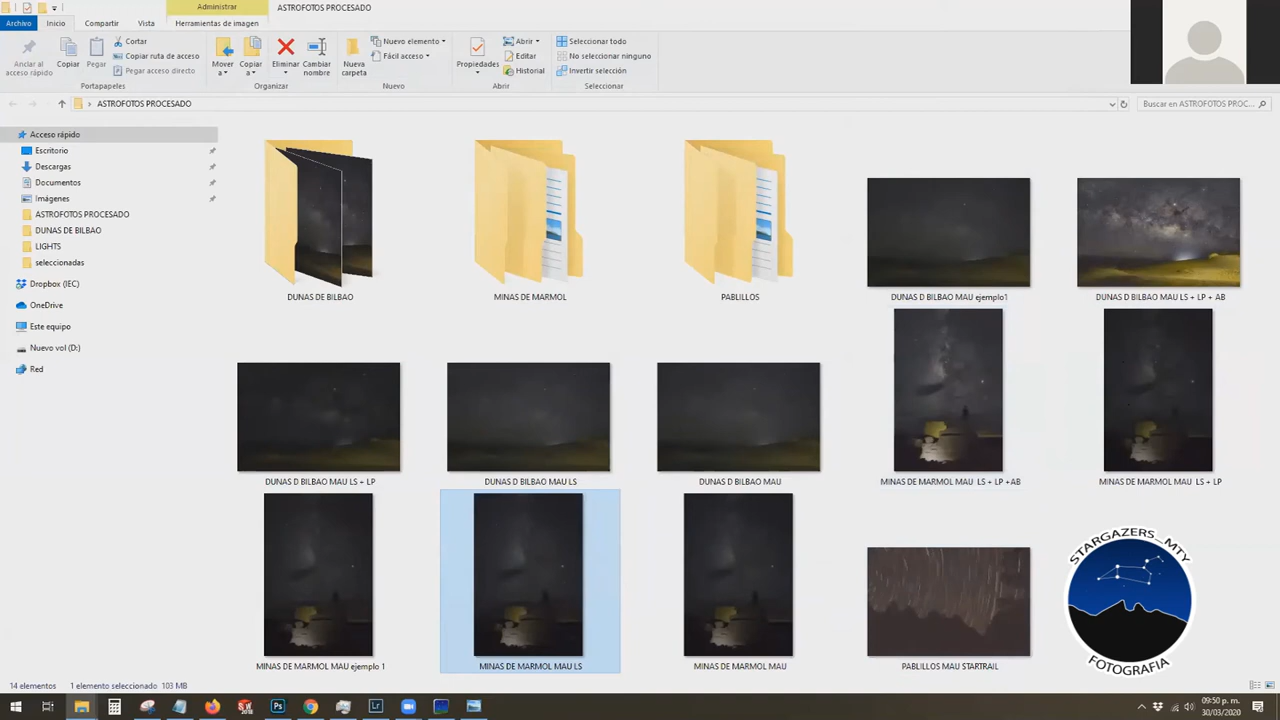 Administrar
ASTROFOTOS PROCESADO
Archivo
Inicio
Compartir
Vista
Herramientas de imagen
Anclar al acceso rápido
Copiar
Pegar
Cortar
Copiar ruta de acceso
Pegar acceso directo
Portapapeles
Mover a
Copiar a
Eliminar
Cambiar nombre
Organizar
Nueva carpeta
Nuevo elemento
Fácil acceso
Nuevo
Propiedades
Abrir
Editar
Historial
Abrir
Seleccionar todo
No seleccionar ninguno
Invertir selección
Seleccionar
ASTROFOTOS PROCESADO
Buscar en ASTROFOTOS PROC...
Acceso rápido
Escritorio
Descargas
Documentos
Imágenes
ASTROFOTOS PROCESADO
DUNAS DE BILBAO
LIGHTS
seleccionadas
Dropbox (IEC)
OneDrive
Este equipo
Nuevo vol (D:)
Red
DUNAS DE BILBAO
MINAS DE MARMOL
PABLILLOS
DUNAS D BILBAO MAU ejemplo1
DUNAS D BILBAO MAU LS + LP + AB
DUNAS D BILBAO MAU LS + LP
DUNAS D BILBAO MAU LS
DUNAS D BILBAO MAU
MINAS DE MARMOL MAU LS + LP +AB
MINAS DE MARMOL MAU LS + LP
MINAS DE MARMOL MAU ejemplo 1
MINAS DE MARMOL MAU LS
MINAS DE MARMOL MAU
PABLILLOS MAU STARTRAIL
STARGAZERS_MTY
FOTOGRAFIA
14 elementos
1 elemento seleccionado 103 MB
Ps
09:50 p. m.
30/03/2020